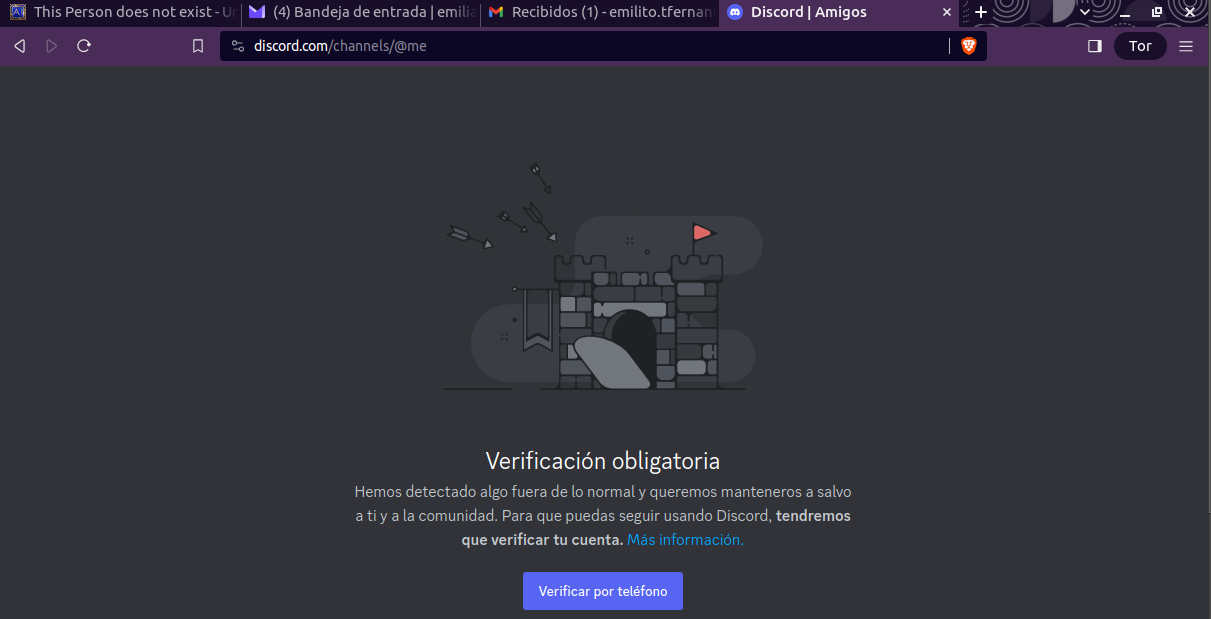 This Person does not exist - Ur
(4) Bandeja de entrada | emilia
Recibidos (1) - emilito.tfernan
Discord | Amigos
discord.com/channels/@me
Tor
Verificación obligatoria
Hemos detectado algo fuera de lo normal y queremos manteneros a salvo
a ti y a la comunidad. Para que puedas seguir usando Discord, tendremos
que verificar tu cuenta. Más información.
Verificar por teléfono